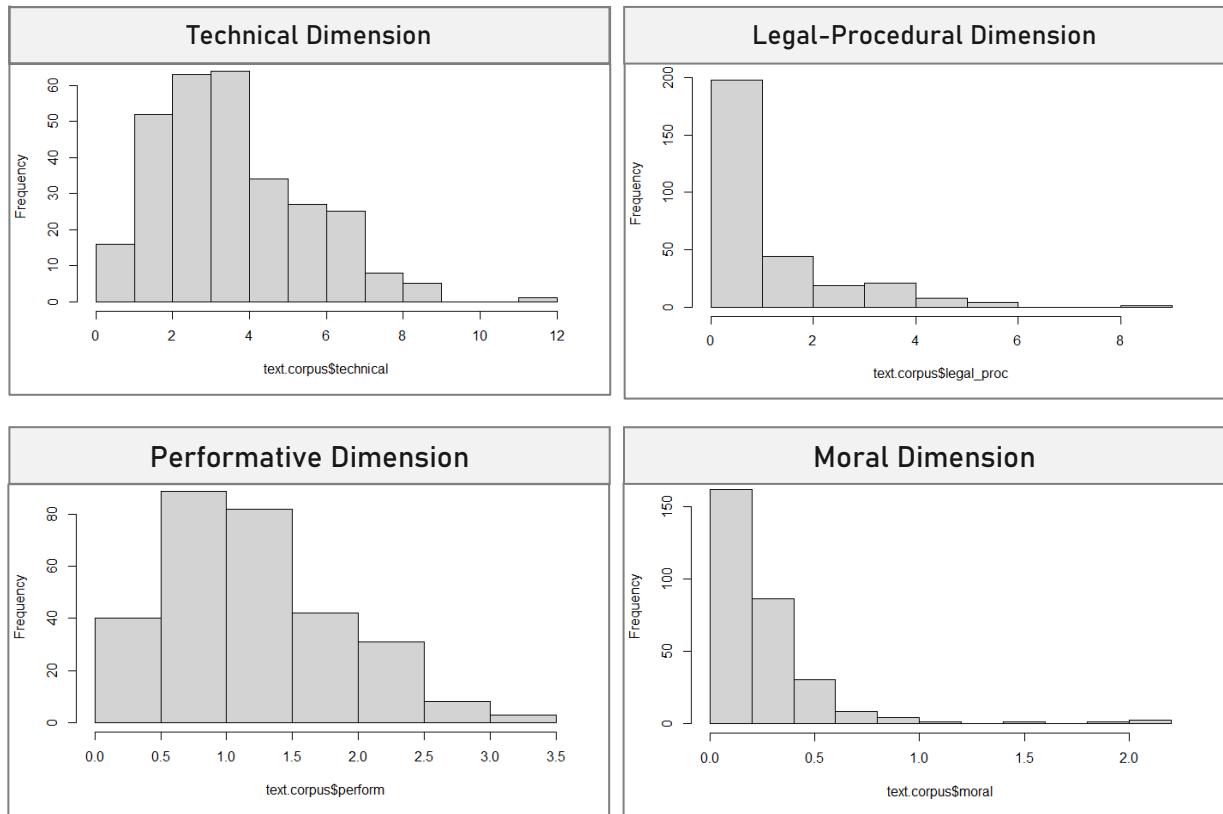 Technical Dimension
Frequency
0 10 20 30 40 50 60
0 2 4 6 8 10 12
text.corpus$technical
Legal-Procedural Dimension
Frequency
0 50 100 150 200
0 2 4 6 8
text.corpus$legal_proc
Performative Dimension
Frequency
0 20 40 60 80
0.0 0.5 1.0 1.5 2.0 2.5 3.0 3.5
text.corpus$perform
Moral Dimension
Frequency
0 50 100 150
0.0 0.5 1.0 1.5 2.0
text.corpus$moral